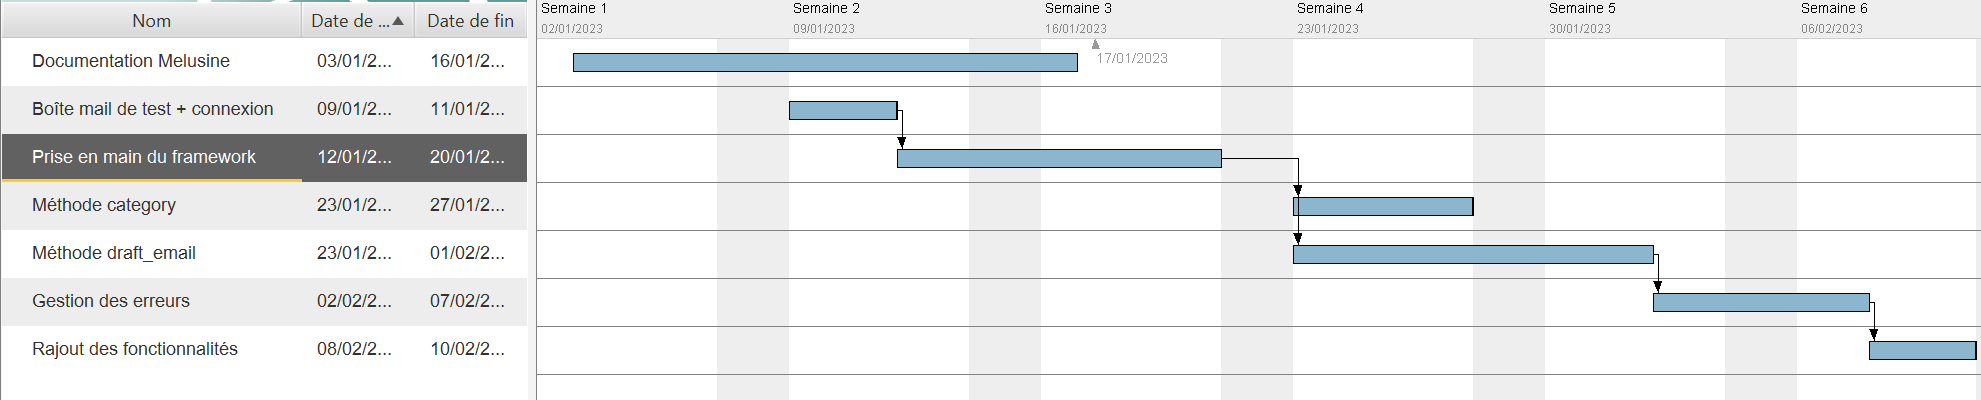 Nom Date de ... Date de fin
Documentation Melusine 03/01/2... 16/01/2...
Boîte mail de test + connexion 09/01/2... 11/01/2...
Prise en main du framework 12/01/2... 20/01/2...
Méthode category 23/01/2... 27/01/2...
Méthode draft_email 23/01/2... 01/02/2...
Gestion des erreurs 02/02/2... 07/02/2...
Rajout des fonctionnalités 08/02/2... 10/02/2...
Semaine 1 Semaine 2 Semaine 3 Semaine 4 Semaine 5 Semaine 6
02/01/2023 09/01/2023 16/01/2023 23/01/2023 30/01/2023 06/02/2023
17/01/2023